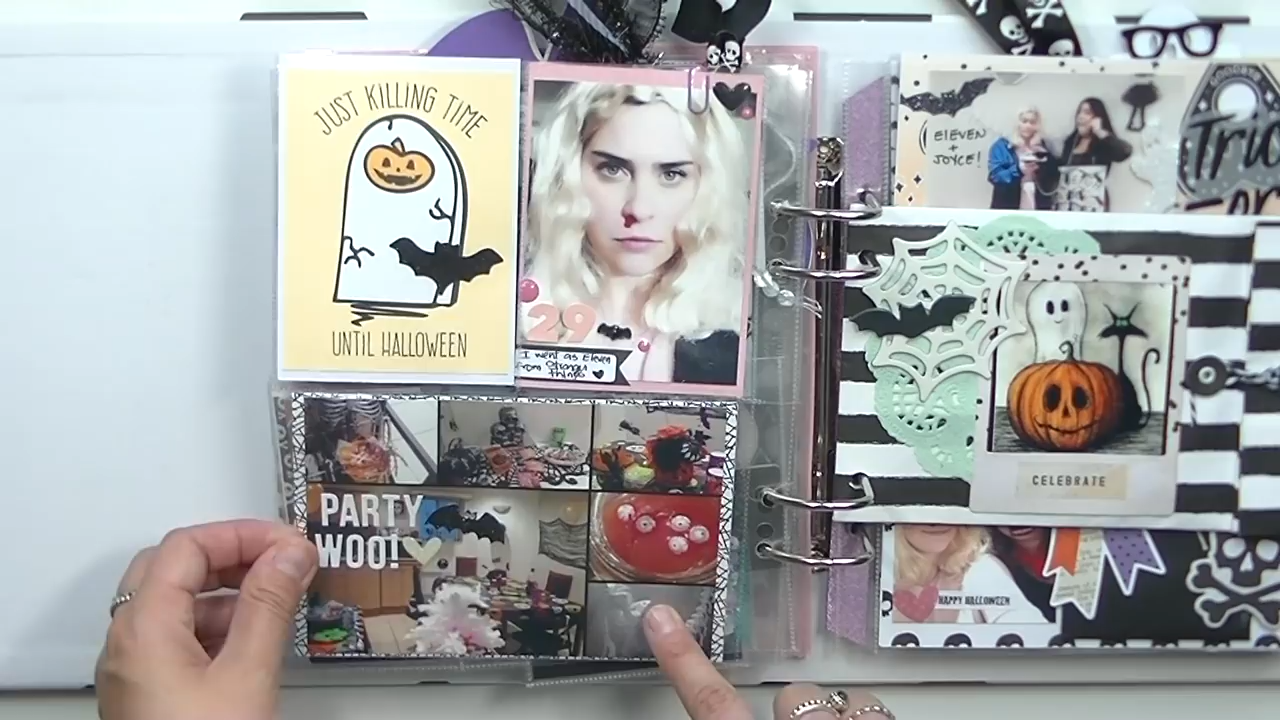 JUST KILLING TIME
UNTIL HALLOWEEN
29
I went as Eleven
from Stranger
things
PARTY
WOO!
ELEVEN
+
JOYCE!
CELEBRATE
HAPPY HALLOWEEN